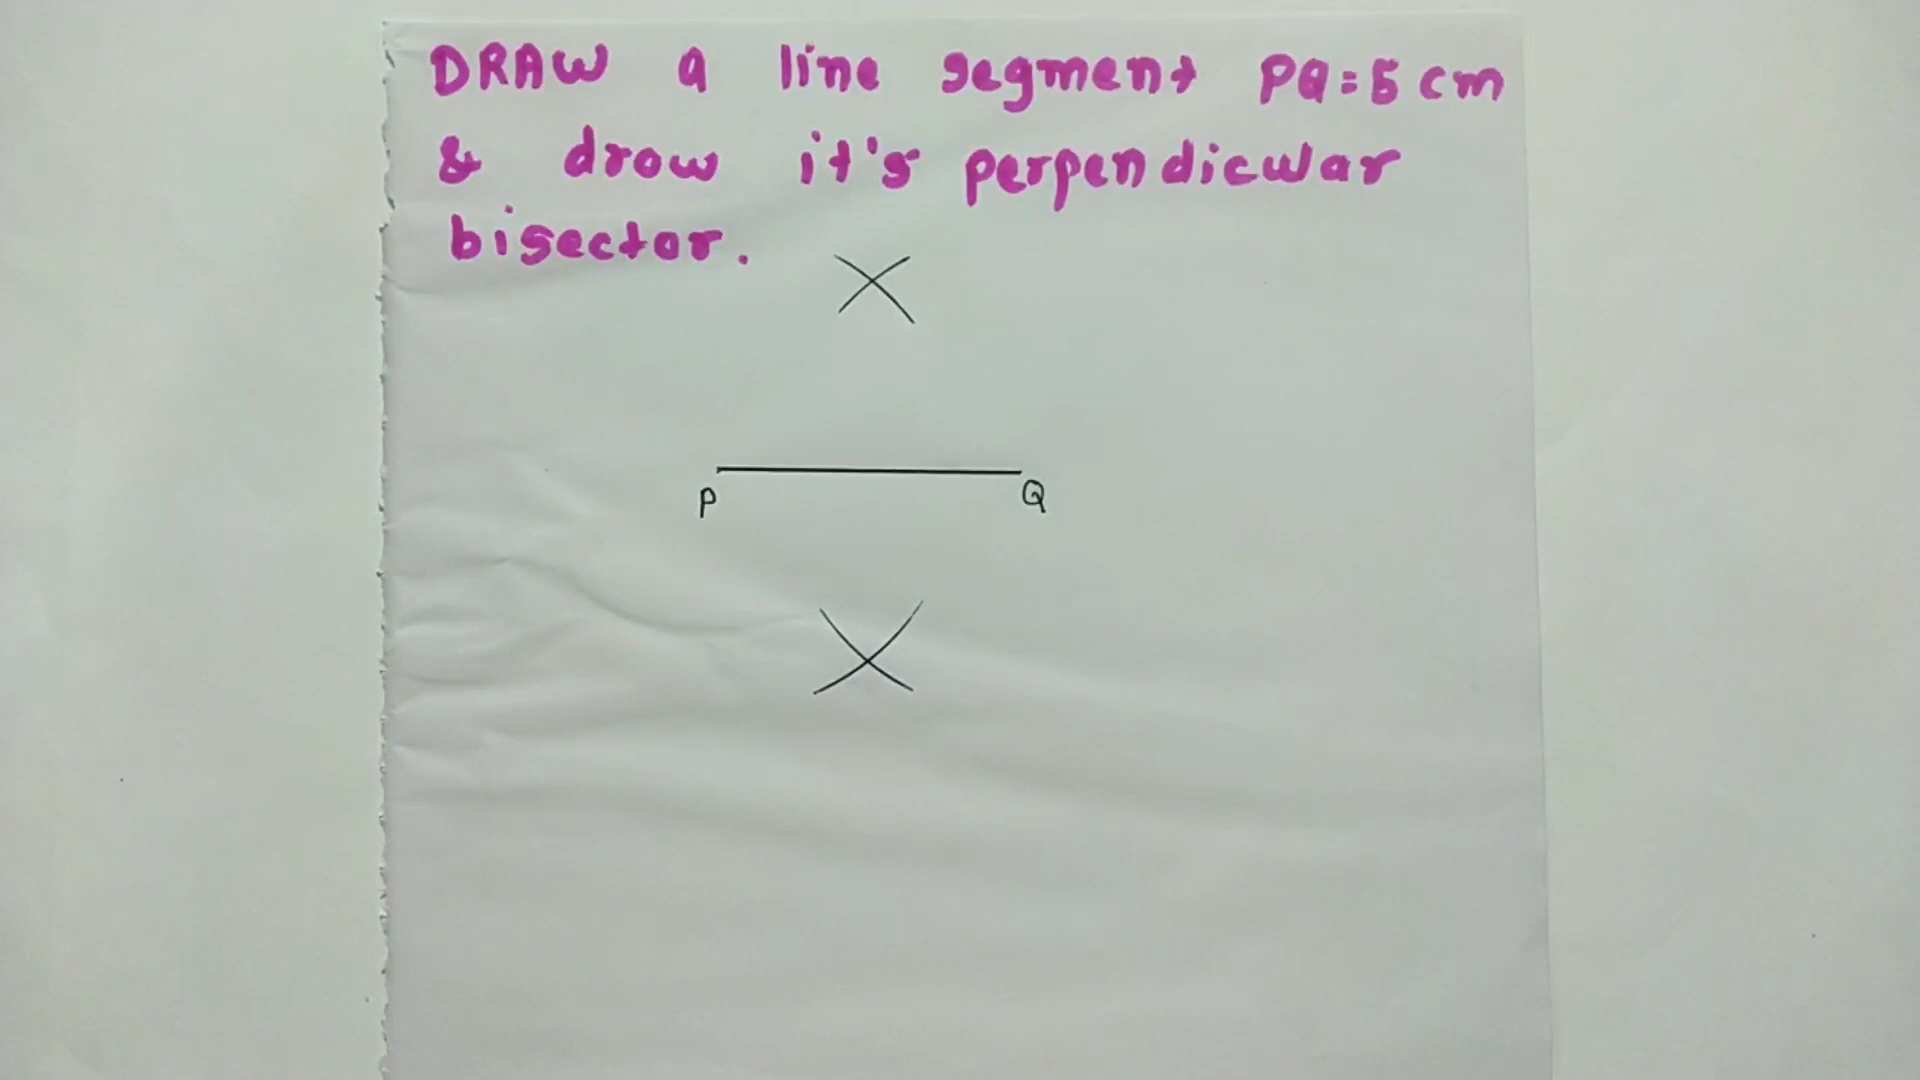 DRAW a line segment PQ=5 cm
& draw it's perpendicular
bisector.
P Q